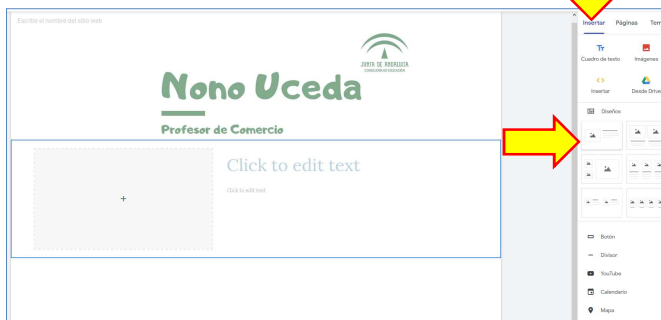 Escribe el nombre del sitio web
JUNTA DE ANDALUCIA
CONSEJERIA DE EDUCACIÓN
Nono Uceda
Profesor de Comercio
Click to edit text
Click to edit text
+
Insertar Páginas Tem
Tr
Cuadro de texto Imágenes
<>
Insertar Desde Drive
Diseños
Botón
Divisor
YouTube
Calendario
Mapa